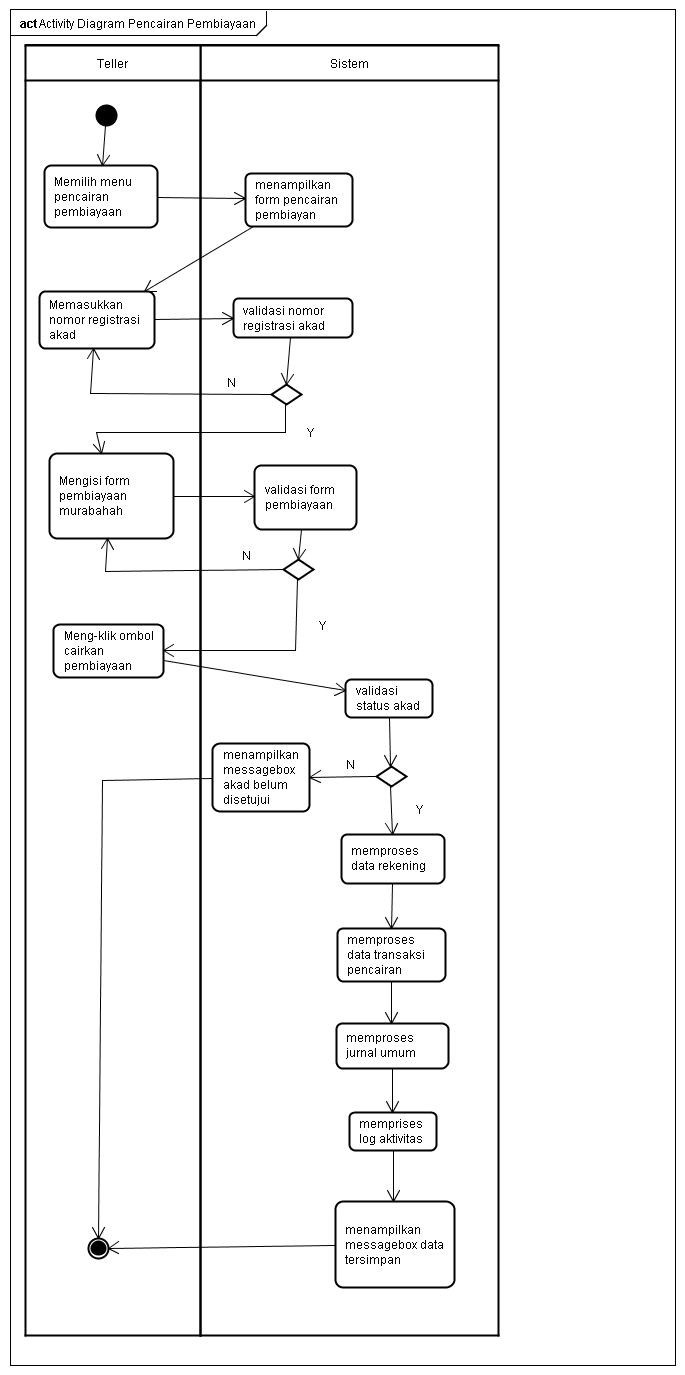 act Activity Diagram Pencairan Pembiayaan
Teller
Sistem
Memilih menu
pencairan
pembiayaan
menampilkan
form pencairan
pembiayan
Memasukkan
nomor registrasi
akad
validasi nomor
registrasi akad
N
Y
Mengisi form
pembiayaan
murabahah
validasi form
pembiayaan
N
Y
Meng-klik ombol
cairkan
pembiayaan
validasi
status akad
menampilkan
messagebox
akad belum
disetujui
N
Y
memproses
data rekening
memproses
data transaksi
pencairan
memproses
jurnal umum
memprises
log aktivitas
menampilkan
messagebox data
tersimpan